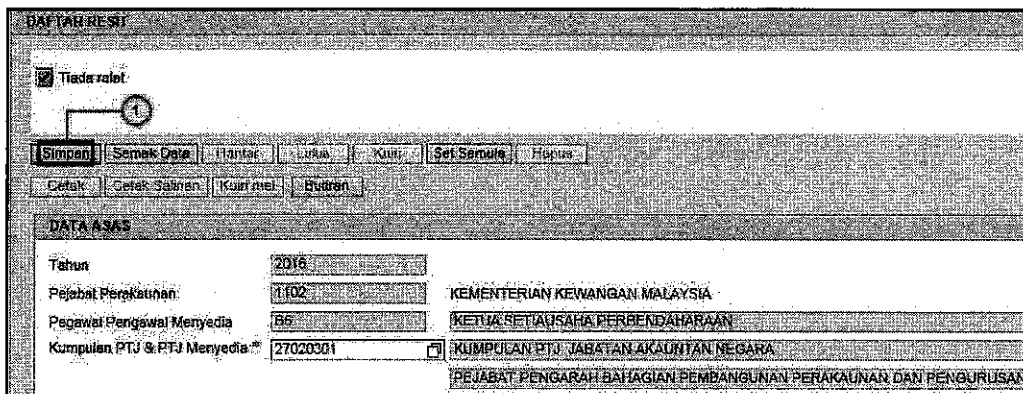 DAFTAR RESIT
Tiada ralat
1
Simpan Semak Data Hantar Lulus Kuiri Set Semula Hapus
Cetak Cetak Salinan Kuiri mel Butiran
DATA ASAS
Tahun 2016
Pejabat Perakaunan 1102 KEMENTERIAN KEWANGAN MALAYSIA
Pegawai Pengawal Menyedia B6 KETUA SETIAUSAHA PERBENDAHARAAN
Kumpulan PTJ & PTJ Menyedia * 27020301 KUMPULAN PTJ JABATAN AKAUNTAN NEGARA
PEJABAT PENGARAH BAHAGIAN PEMBANGUNAN PERAKAUNAN DAN PENGURUSAN